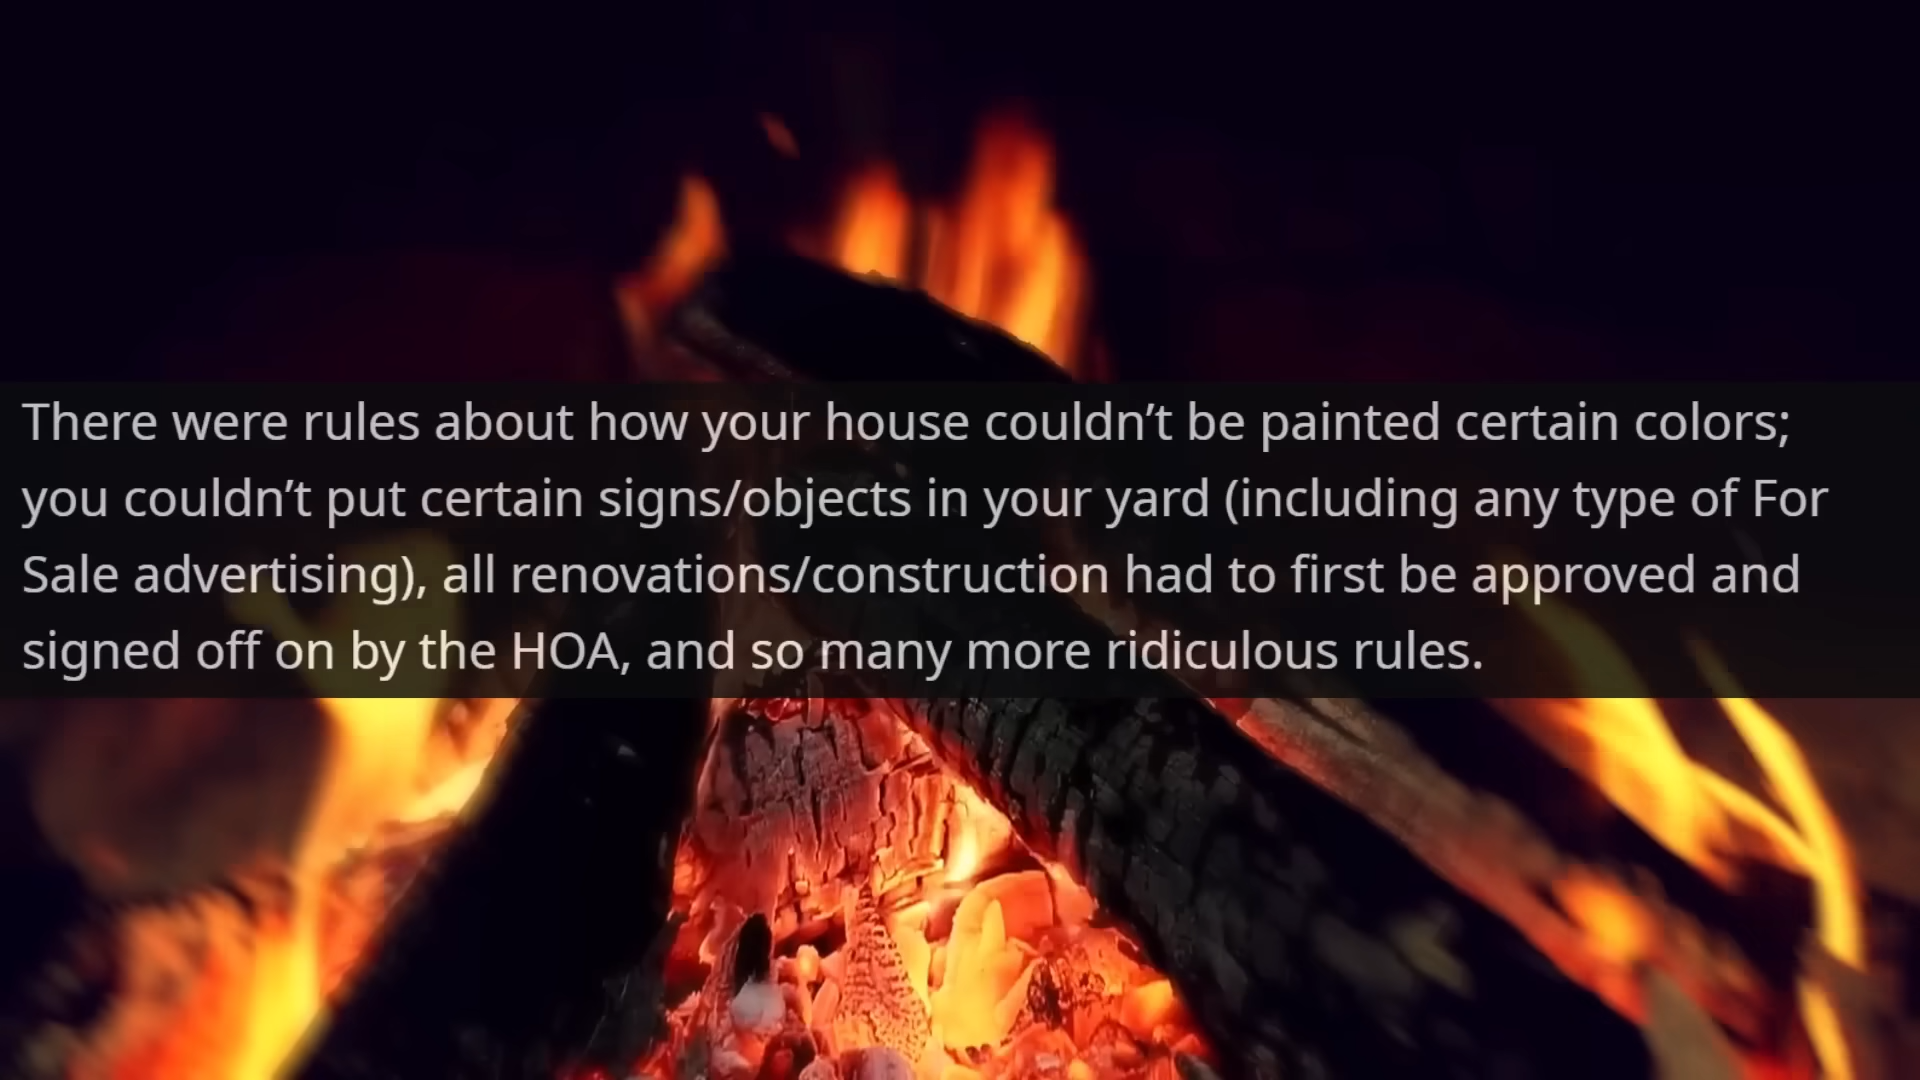 There were rules about how your house couldn’t be painted certain colors;
you couldn’t put certain signs/objects in your yard (including any type of For
Sale advertising), all renovations/construction had to first be approved and
signed off on by the HOA, and so many more ridiculous rules.